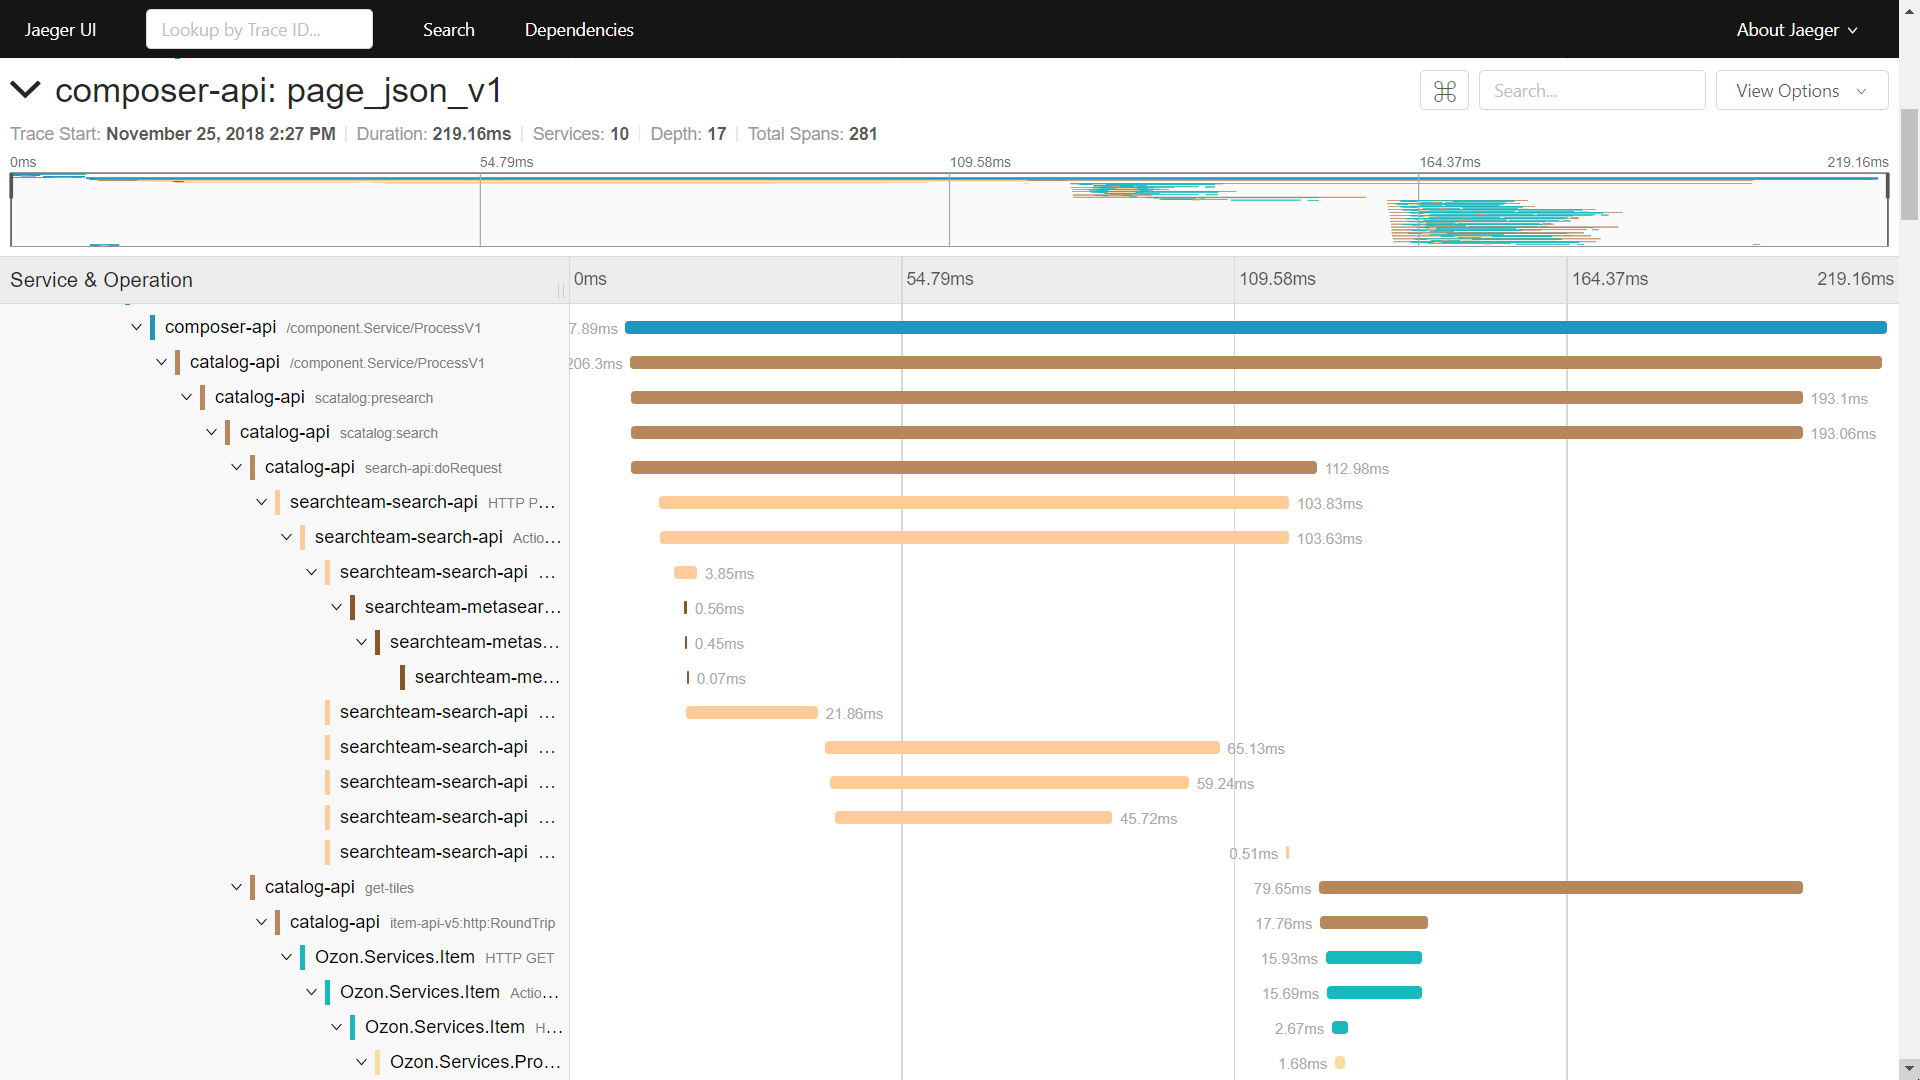 Jaeger UI Lookup by Trace ID... Search Dependencies About Jaeger
composer-api: page_json_v1 ⌘ Search... View Options
Trace Start: November 25, 2018 2:27 PM Duration: 219.16ms Services: 10 Depth: 17 Total Spans: 281
0ms 54.79ms 109.58ms 164.37ms 219.16ms
Service & Operation 0ms 54.79ms 109.58ms 164.37ms 219.16ms
composer-api /component.Service/ProcessV1 7.89ms
catalog-api /component.Service/ProcessV1 206.3ms
catalog-api scatalog:presearch 193.1ms
catalog-api scatalog:search 193.06ms
catalog-api search-api:doRequest 112.98ms
searchteam-search-api HTTP P... 103.83ms
searchteam-search-api Actio... 103.63ms
searchteam-search-api ... 3.85ms
searchteam-metasear... 0.56ms
searchteam-metas... 0.45ms
searchteam-me... 0.07ms
searchteam-search-api ... 21.86ms
searchteam-search-api ... 65.13ms
searchteam-search-api ... 59.24ms
searchteam-search-api ... 45.72ms
searchteam-search-api ... 0.51ms
catalog-api get-tiles 79.65ms
catalog-api item-api-v5:http:RoundTrip 17.76ms
Ozon.Services.Item HTTP GET 15.93ms
Ozon.Services.Item Actio... 15.69ms
Ozon.Services.Item H... 2.67ms
Ozon.Services.Pro... 1.68ms